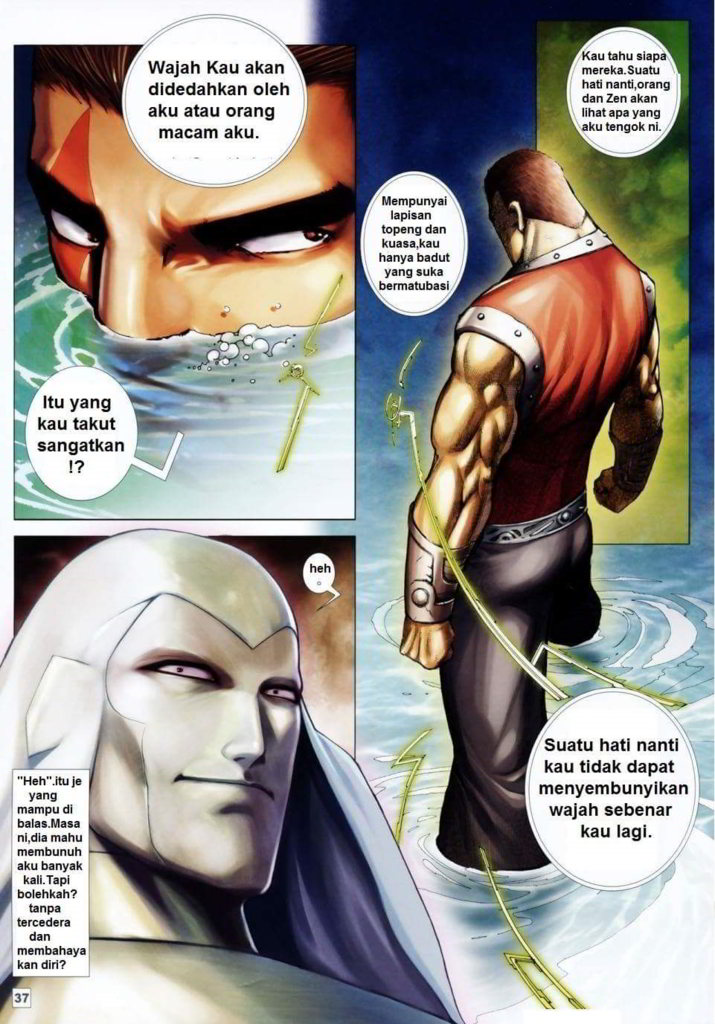 Wajah Kau akan
didedahkan oleh
aku atau orang
macam aku.
Itu yang
kau takut
sangatkan
!?
Kau tahu siapa
mereka.Suatu
hati nanti,orang
dan Zen akan
lihat apa yang
aku tengok ni.
Mempunyai
lapisan
topeng dan
kuasa,kau
hanya badut
yang suka
bermatubasi
Suatu hati nanti
kau tidak dapat
menyembunyikan
wajah sebenar
kau lagi.
heh
"Heh".itu je
yang
mampu di
balas.Masa
ni,dia mahu
membunuh
aku banyak
kali.Tapi
bolehkah?
tanpa
tercedera
dan
membahaya
kan diri?
37